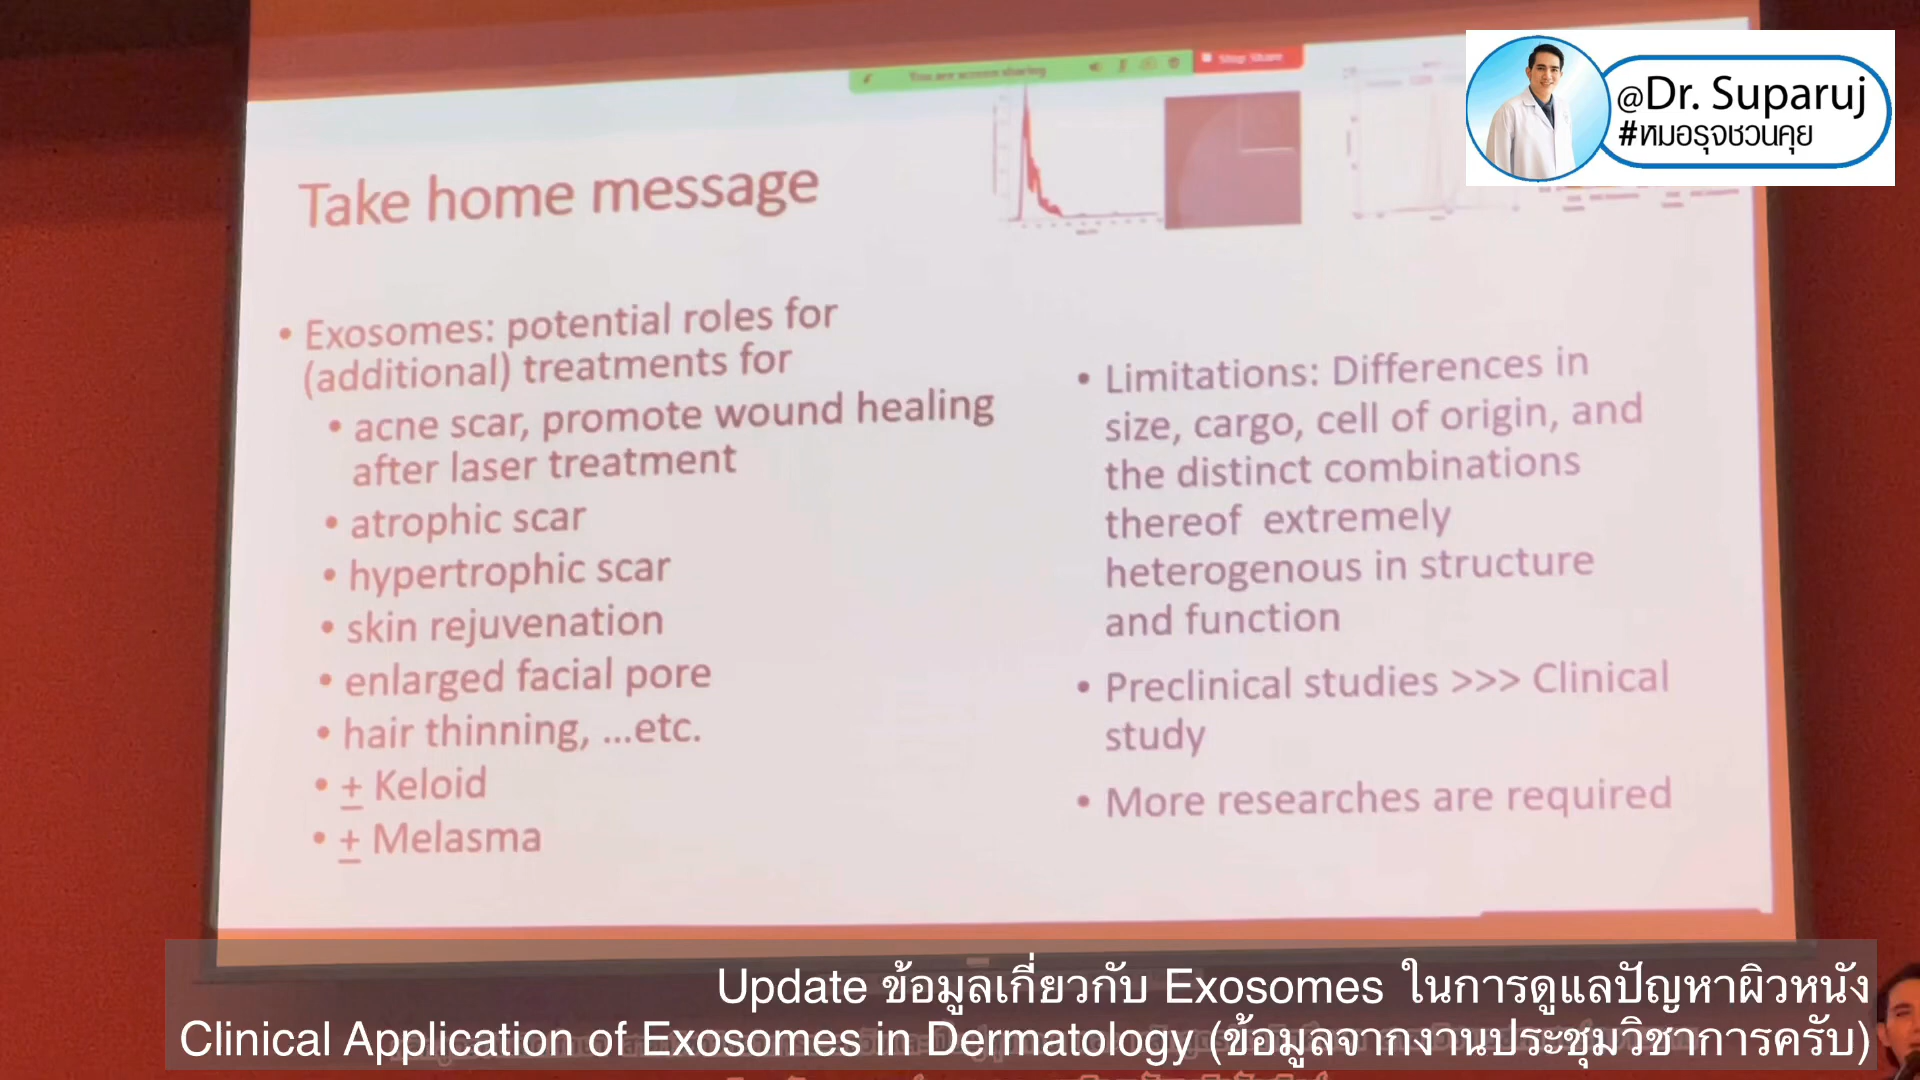 You are screen sharing
Stop Share
@Dr. Suparuj
#หมอรุจชวนคุย
Take home message
• Exosomes: potential roles for
(additional) treatments for
• acne scar, promote wound healing
after laser treatment
• atrophic scar
• hypertrophic scar
• skin rejuvenation
• enlarged facial pore
• hair thinning, ...etc.
• ± Keloid
• ± Melasma
• Limitations: Differences in
size, cargo, cell of origin, and
the distinct combinations
thereof extremely
heterogenous in structure
and function
• Preclinical studies >>> Clinical
study
• More researches are required
Update ข้อมูลเกี่ยวกับ Exosomes ในการดูแลปัญหาผิวหนัง
Clinical Application of Exosomes in Dermatology (ข้อมูลจากงานประชุมวิชาการครับ)